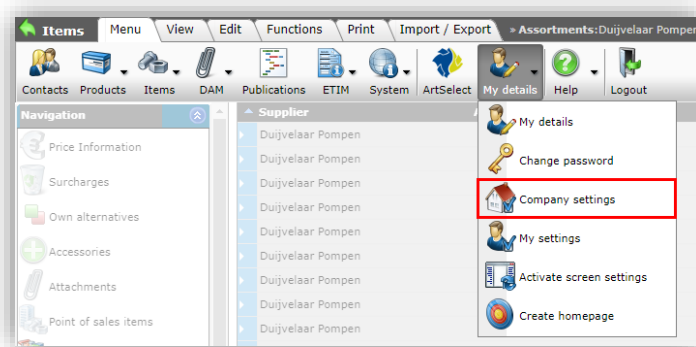 Items Menu View Edit Functions Print Import / Export » Assortments:Duijvelaar Pompen
Contacts Products Items DAM Publications ETIM System ArtSelect My details Help Logout
Navigation
Price Information
Surcharges
Own alternatives
Accessories
Attachments
Point of sales items
Supplier
Duijvelaar Pompen
Duijvelaar Pompen
Duijvelaar Pompen
Duijvelaar Pompen
Duijvelaar Pompen
Duijvelaar Pompen
Duijvelaar Pompen
Duijvelaar Pompen
Duijvelaar Pompen
My details
Change password
Company settings
My settings
Activate screen settings
Create homepage